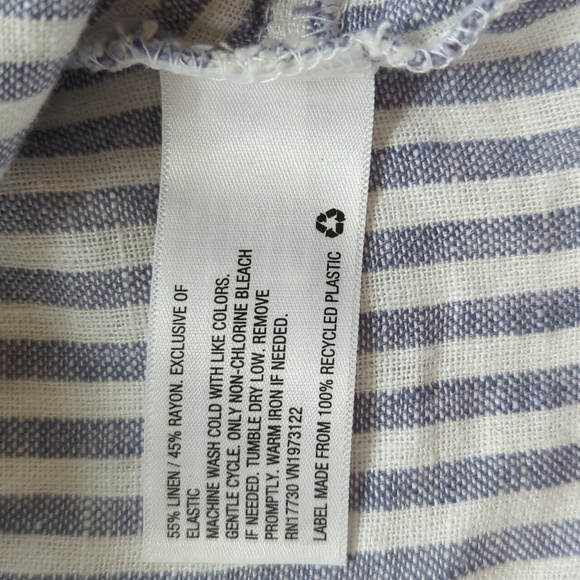 55% LINEN / 45% RAYON. EXCLUSIVE OF
ELASTIC
MACHINE WASH COLD WITH LIKE COLORS.
GENTLE CYCLE. ONLY NON-CHLORINE BLEACH
IF NEEDED. TUMBLE DRY LOW. REMOVE
PROMPTLY. WARM IRON IF NEEDED.
RN17730 VN1973122
LABEL MADE FROM 100% RECYCLED PLASTIC